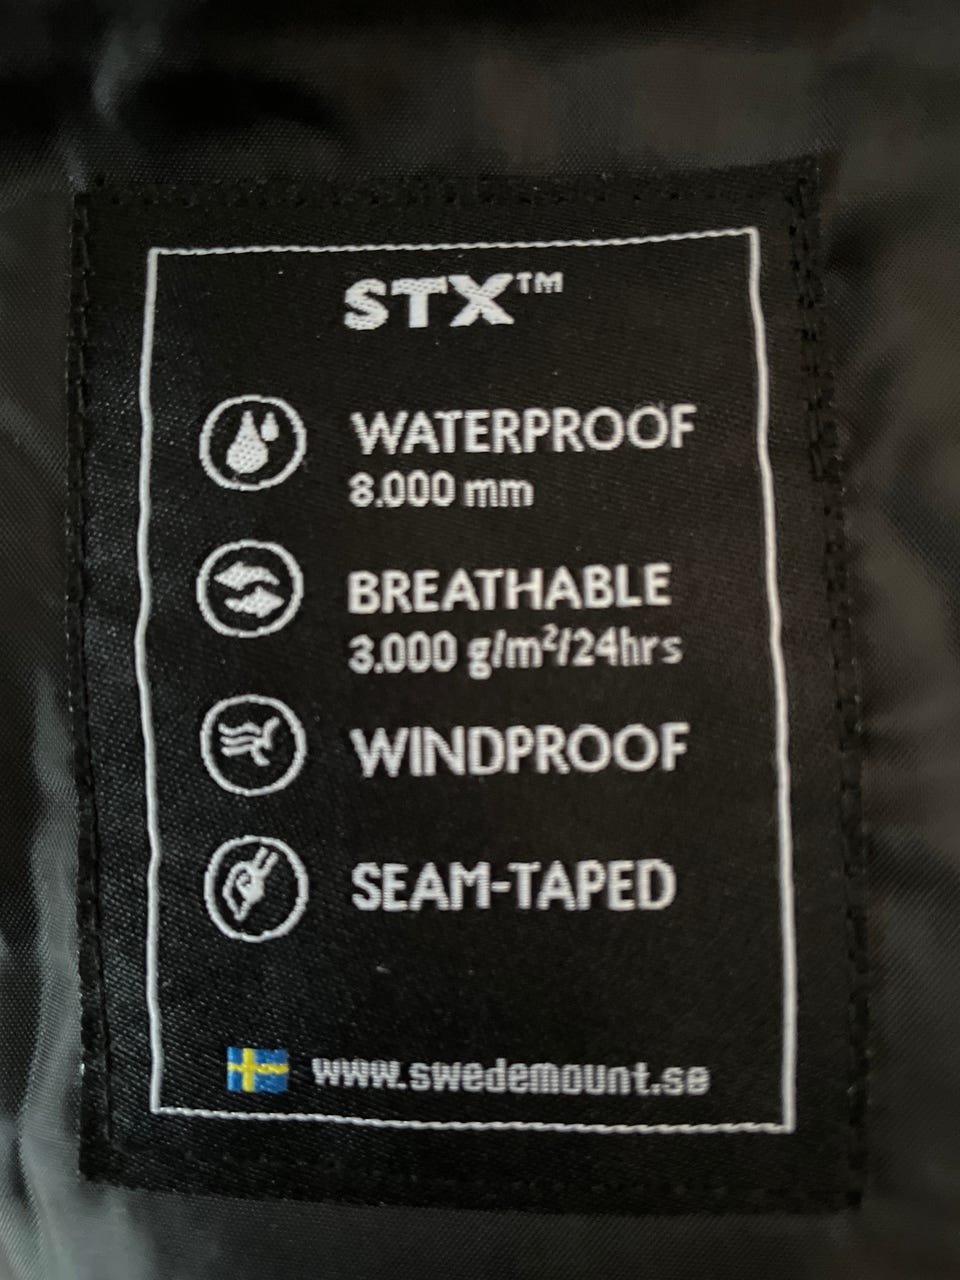 STX™
WATERPROOF
8.000 mm
BREATHABLE
3.000 g/m²/24hrs
WINDPROOF
SEAM-TAPED
www.swedemount.se